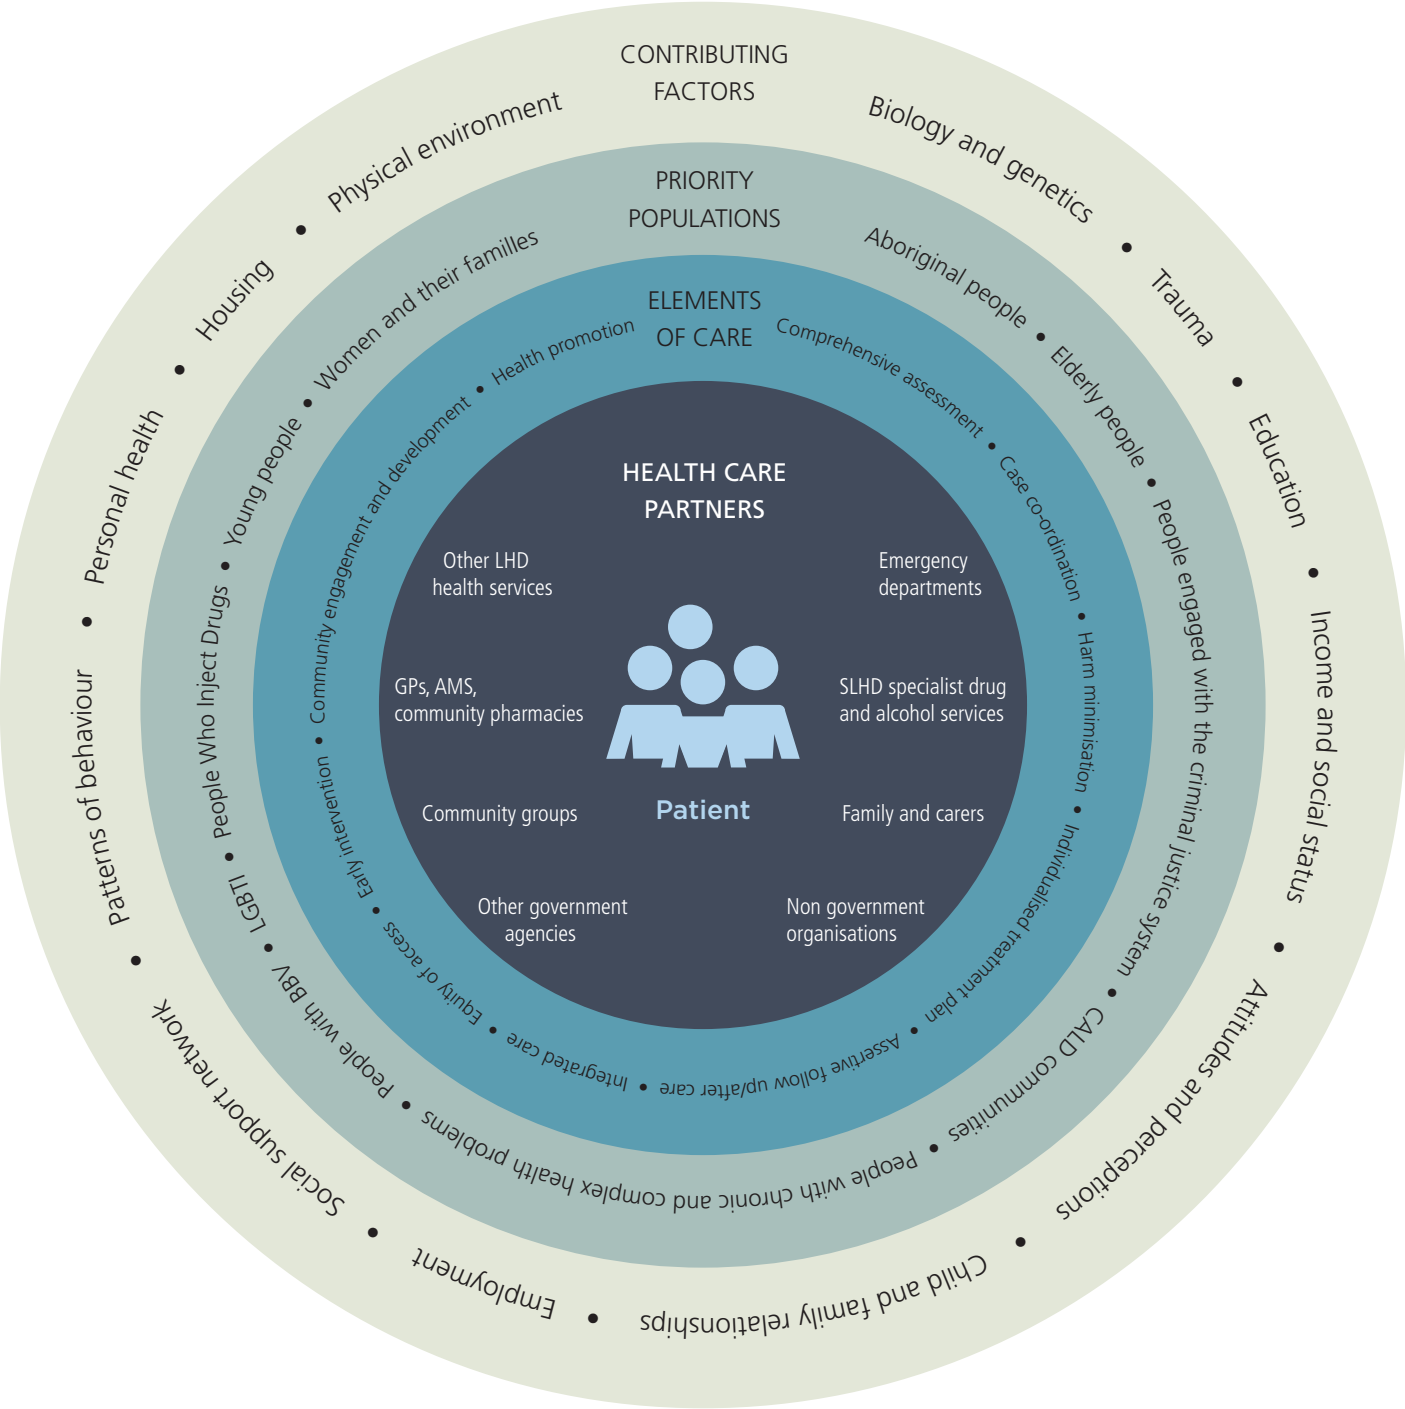 CONTRIBUTING
FACTORS
Biology and genetics
•
Trauma
•
Education
•
Income and social status
•
Attitudes and perceptions
•
Child and family relationships
•
Employment
•
Social support network
•
Patterns of behaviour
•
Personal health
•
Housing
•
Physical environment
PRIORITY
POPULATIONS
Aboriginal people
•
Elderly people
•
People engaged with the criminal justice system
•
CALD communities
•
People with chronic and complex health problems
•
People with BBV
•
LGBTI
•
People Who Inject Drugs
•
Young people
•
Women and their familles
ELEMENTS
OF CARE
Comprehensive assessment
•
Case co-ordination
•
Harm minimisation
•
Individualised treatment plan
•
Assertive follow up/after care
•
Integrated care
•
Equity of access
•
Early intervention
•
Community engagement and development
•
Health promotion
HEALTH CARE
PARTNERS
Other LHD
health services
Emergency
departments
GPs, AMS,
community pharmacies
SLHD specialist drug
and alcohol services
Community groups
Patient
Family and carers
Other government
agencies
Non government
organisations